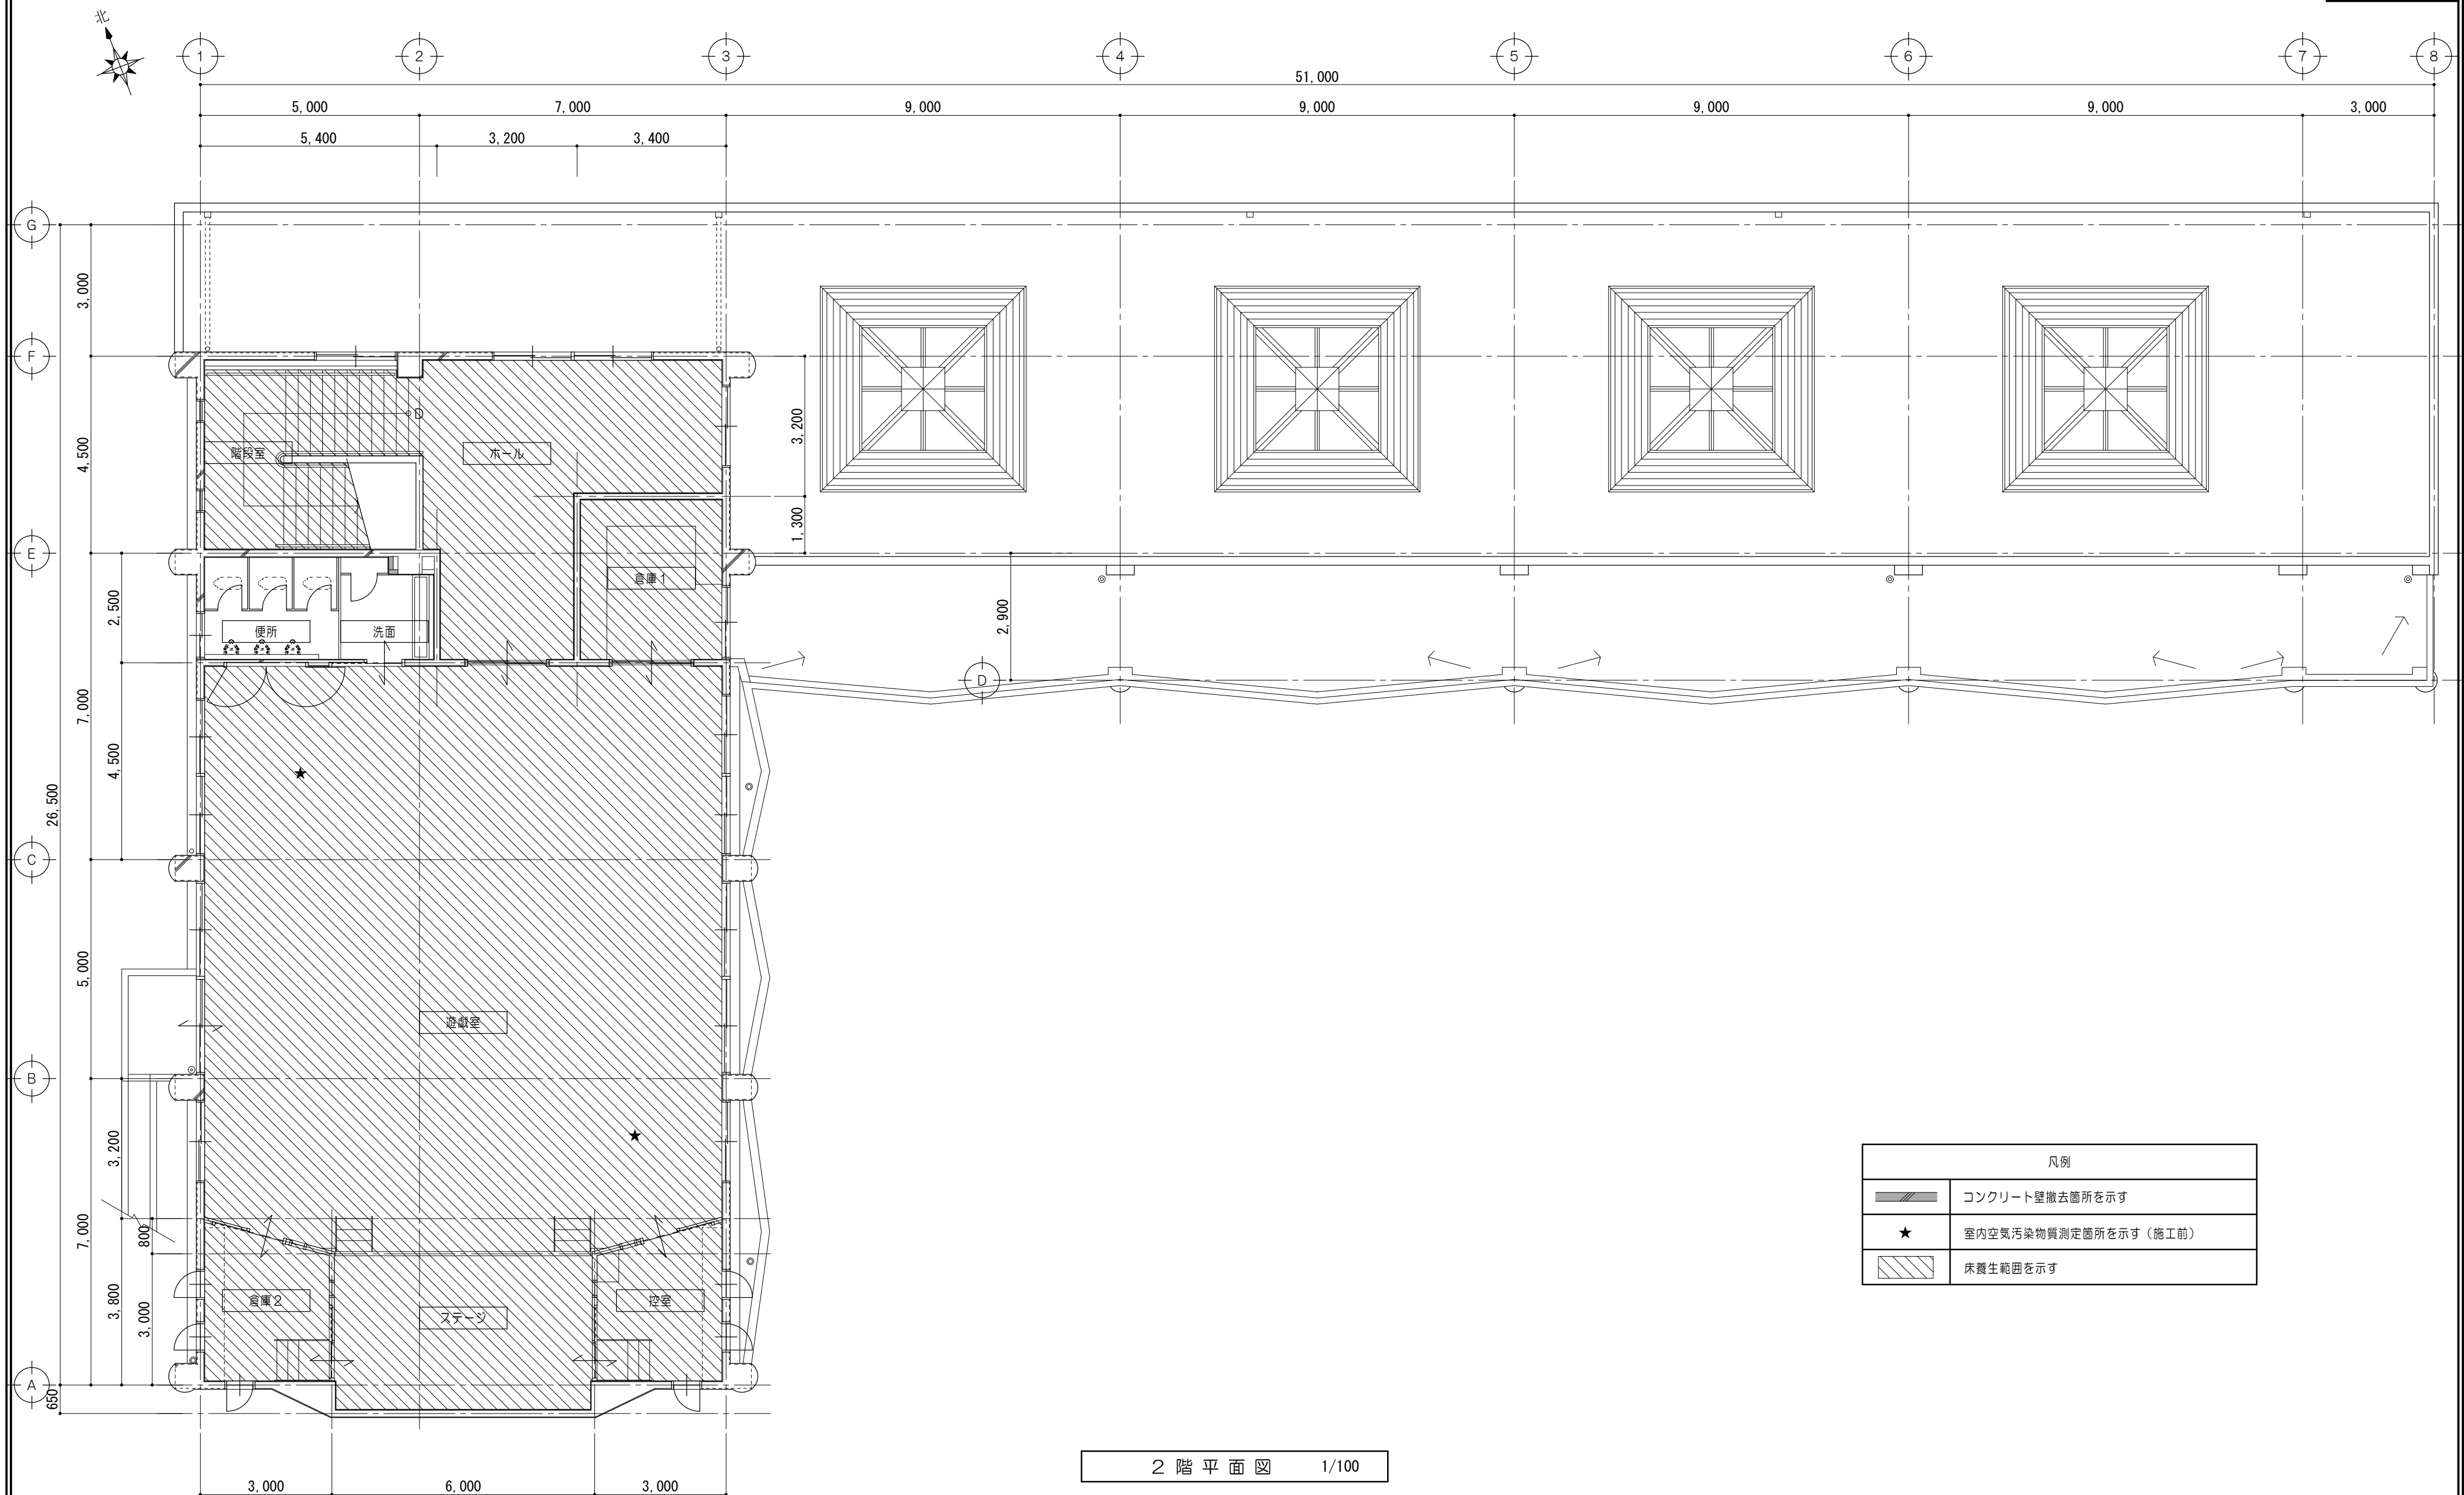 北
1 2 3 4 5 6 7 8
51,000
5,000 7,000 9,000 9,000 9,000 9,000 3,000
5,400 3,200 3,400
G
3,000
F
4,500
3,200
D
階段室
ホール
1,300
E
倉庫1
2,500
2,900
便所
洗面
D
7,000
4,500
★
26,500
C
5,000
遊戯室
B
★
3,200
7,000
800
3,800
3,000
倉庫2
ステージ
控室
A
650
3,000 6,000 3,000
凡例
コンクリート壁撤去箇所を示す
★ 室内空気汚染物質測定箇所を示す(施工前)
床養生範囲を示す
2階平面図 1/100